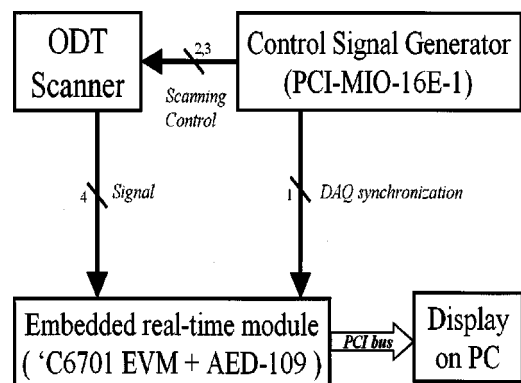 ODT
Scanner
2,3
Scanning
Control
Control Signal Generator
(PCI-MIO-16E-1)
4
Signal
1
DAQ synchronization
Embedded real-time module
( ‘C6701 EVM + AED-109 )
PCI bus
Display
on PC